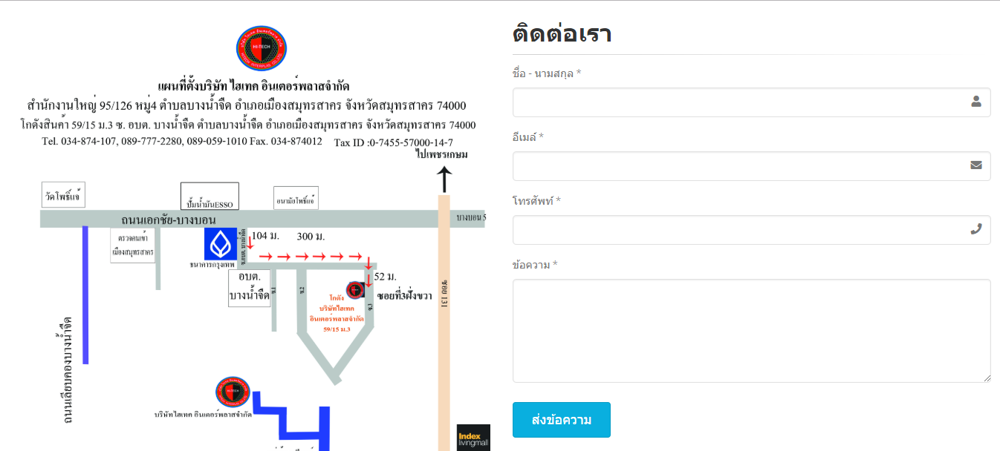 HI-TECH
แผนที่ตั้งบริษัท ไฮเทค อินเตอร์พลาสจำกัด
สำนักงานใหญ่ 95/126 หมู่4 ตำบลบางน้ำจืด อำเภอเมืองสมุทรสาคร จังหวัดสมุทรสาคร 74000
โกดังสินค้า 59/15 ม.3 ซ. อบต. บางน้ำจืด ตำบลบางน้ำจืด อำเภอเมืองสมุทรสาคร จังหวัดสมุทรสาคร 74000
Tel. 034-874-107, 089-777-2280, 089-059-1010 Fax. 034-874012 Tax ID :0-7455-57000-14-7
ไปเพชรเกษม
วัดโพธิ์แจ้
ปั้มน้ำมันESSO
อนามัยโพธิ์แจ้
ถนนเอกชัย-บางบอน
บางบอน 5
ตรวจคนเข้า
เมืองสมุทรสาคร
ธนาคารกรุงเทพ
ซ.อบต. บางน้ำจืด
104 ม.
300 ม.
52 ม.
อบต.
บางน้ำจืด
ซ.1
ซ.2
ซ.3
ซอยที่3ฝั่งขวา
โกดัง
บริษัทไฮเทค
อินเตอร์พลาสจำกัด
59/15 ม.3
ซอย 131
ถนนเลียบคลองบางน้ำจืด
บริษัทไฮเทค อินเตอร์พลาสจำกัด
Index
livingmall
ติดต่อเรา
ชื่อ - นามสกุล *
อีเมล์ *
โทรศัพท์ *
ข้อความ *
ส่งข้อความ